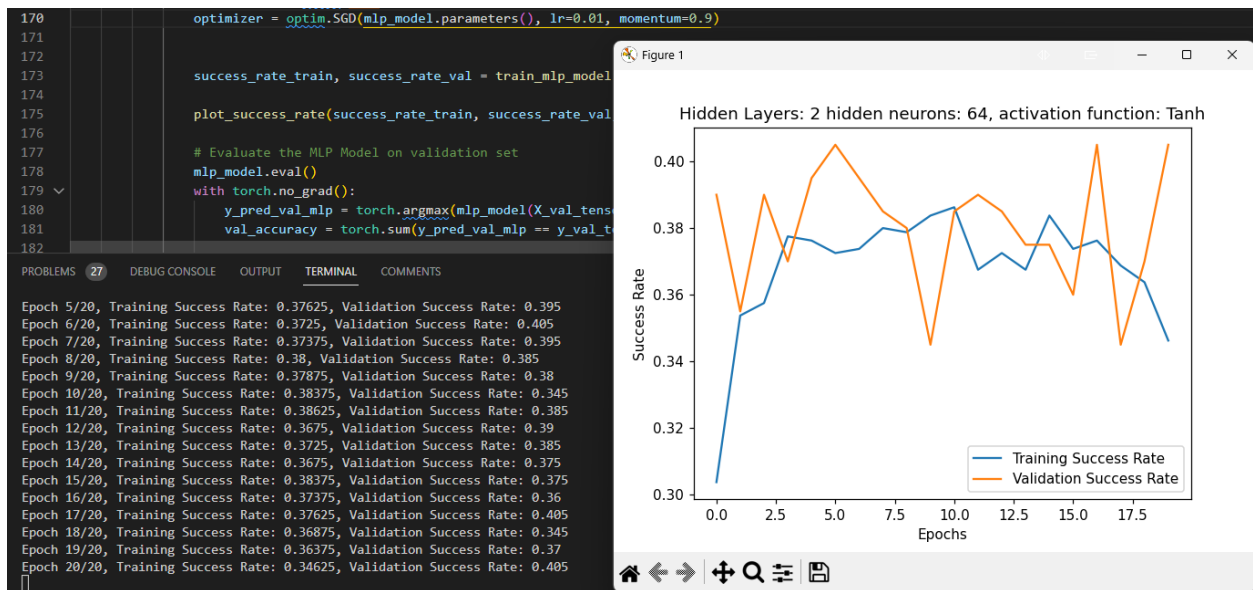 170 optimizer = optim.SGD(mlp_model.parameters(), lr=0.01, momentum=0.9)
171
172
173 success_rate_train, success_rate_val = train_mlp_model
174
175 plot_success_rate(success_rate_train, success_rate_val
176
177 # Evaluate the MLP Model on validation set
178 mlp_model.eval()
179 with torch.no_grad():
180 y_pred_val_mlp = torch.argmax(mlp_model(X_val_tens
181 val_accuracy = torch.sum(y_pred_val_mlp == y_val_t
182
PROBLEMS 27 DEBUG CONSOLE OUTPUT TERMINAL COMMENTS
Epoch 5/20, Training Success Rate: 0.37625, Validation Success Rate: 0.395
Epoch 6/20, Training Success Rate: 0.3725, Validation Success Rate: 0.405
Epoch 7/20, Training Success Rate: 0.37375, Validation Success Rate: 0.395
Epoch 8/20, Training Success Rate: 0.38, Validation Success Rate: 0.385
Epoch 9/20, Training Success Rate: 0.37875, Validation Success Rate: 0.38
Epoch 10/20, Training Success Rate: 0.38375, Validation Success Rate: 0.345
Epoch 11/20, Training Success Rate: 0.38625, Validation Success Rate: 0.385
Epoch 12/20, Training Success Rate: 0.3675, Validation Success Rate: 0.39
Epoch 13/20, Training Success Rate: 0.3725, Validation Success Rate: 0.385
Epoch 14/20, Training Success Rate: 0.3675, Validation Success Rate: 0.375
Epoch 15/20, Training Success Rate: 0.38375, Validation Success Rate: 0.375
Epoch 16/20, Training Success Rate: 0.37375, Validation Success Rate: 0.36
Epoch 17/20, Training Success Rate: 0.37625, Validation Success Rate: 0.405
Epoch 18/20, Training Success Rate: 0.36875, Validation Success Rate: 0.345
Epoch 19/20, Training Success Rate: 0.36375, Validation Success Rate: 0.37
Epoch 20/20, Training Success Rate: 0.34625, Validation Success Rate: 0.405
Figure 1
Hidden Layers: 2 hidden neurons: 64, activation function: Tanh
0.40
0.38
0.36
0.34
0.32
0.30
Success Rate
Training Success Rate
Validation Success Rate
0.0 2.5 5.0 7.5 10.0 12.5 15.0 17.5
Epochs